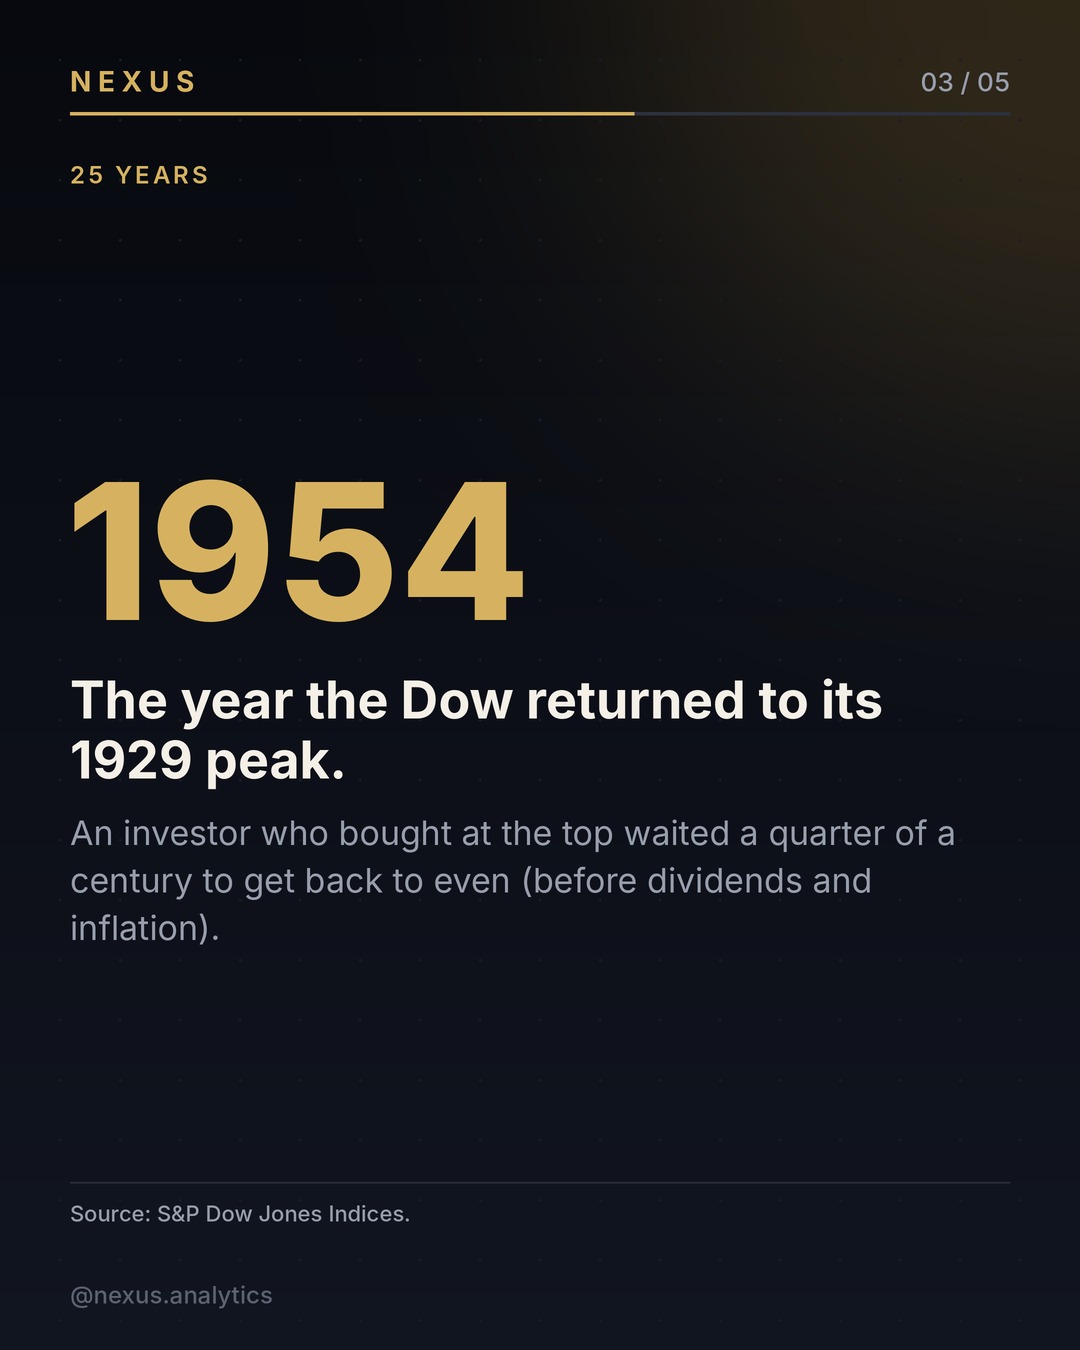 NEXUS
03 / 05
25 YEARS
1954
The year the Dow returned to its
1929 peak.
An investor who bought at the top waited a quarter of a
century to get back to even (before dividends and
inflation).
Source: S&P Dow Jones Indices.
@nexus.analytics